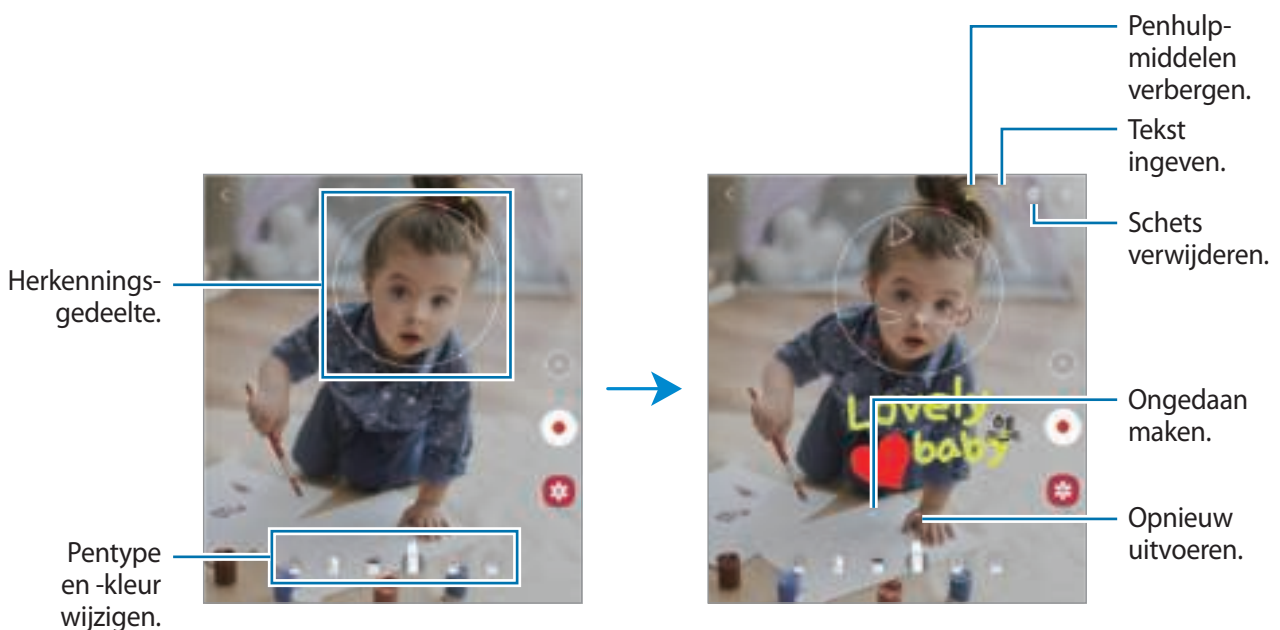 Penhulp-
middelen
verbergen.
Tekst
ingeven.
Schets
verwijderen.
Herkennings-
gedeelte.
Lovely
baby
Ongedaan
maken.
Opnieuw
uitvoeren.
Pentype
en -kleur
wijzigen.